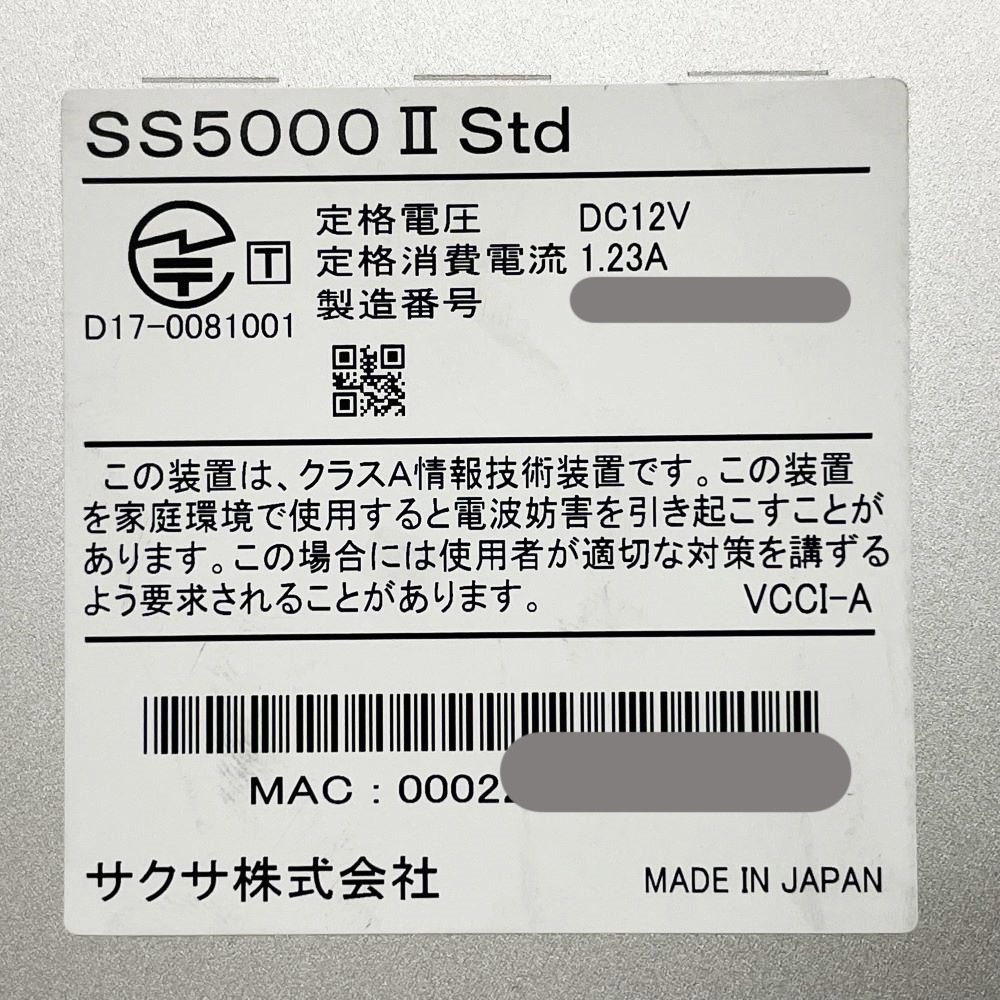 SS5000 Ⅱ Std
T
定格電圧 DC12V
定格消費電流 1.23A
製造番号
D17-0081001
この装置は、クラスA情報技術装置です。この装置
を家庭環境で使用すると電波妨害を引き起こすことが
あります。この場合には使用者が適切な対策を講ずる
よう要求されることがあります。 VCCI-A
MAC : 0002
サクサ株式会社 MADE IN JAPAN